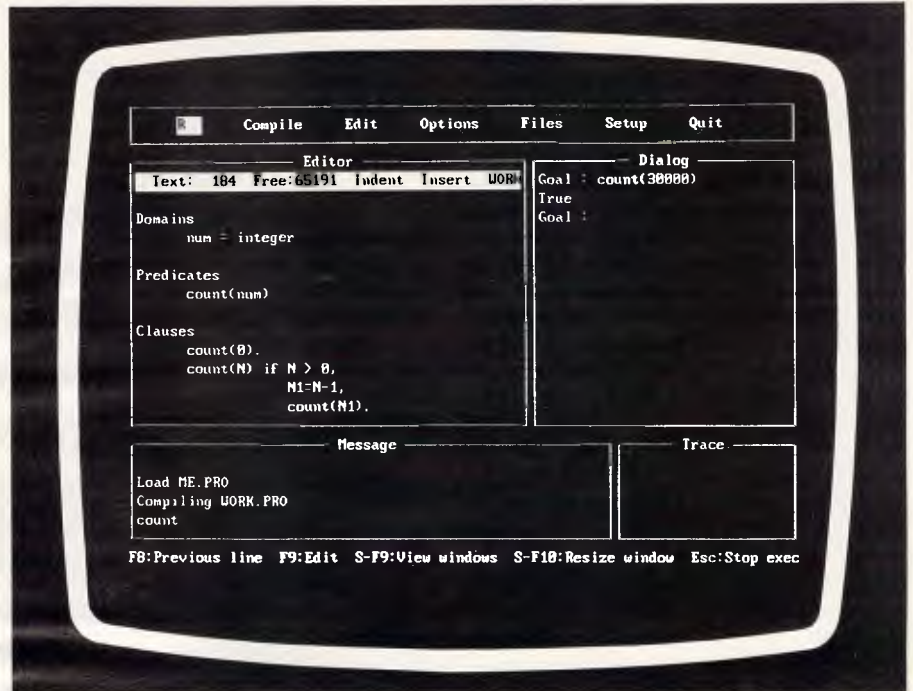 R Compile Edit Options Files Setup Quit
Editor
Text: 184 Free:65191 Indent Insert WOR
Domains
num = integer
Predicates
count(num)
Clauses
count(0).
count(N) if N > 0,
N1=N-1,
count(N1).
Dialog
Goal : count(30000)
True
Goal :
Message
Load ME.PRO
Compiling WORK.PRO
count
Trace
F8:Previous line F9:Edit S-F9:View windows S-F10:Resize window Esc:Stop exec